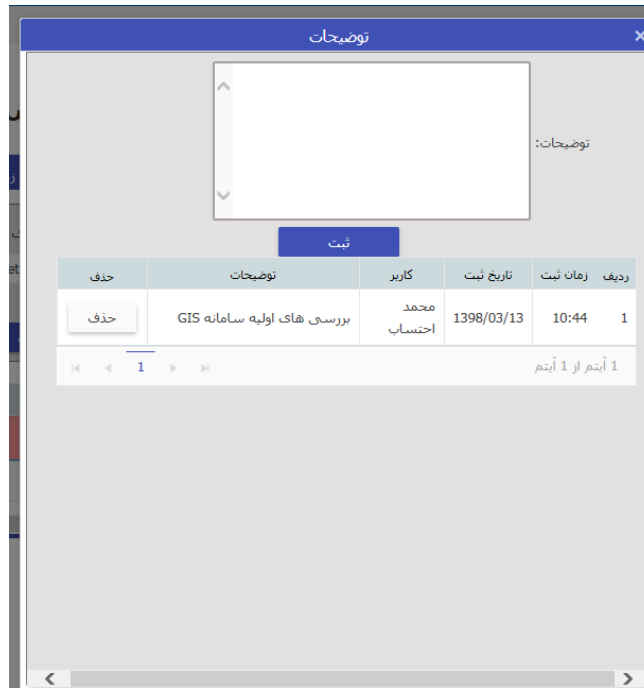 توضیحات
توضیحات:
ثبت
ردیف زمان ثبت تاریخ ثبت کاربر توضیحات حذف
1 10:44 1398/03/13 محمد احتساب بررسی های اولیه سامانه GIS حذف
1 آیتم از 1 آیتم 1
et